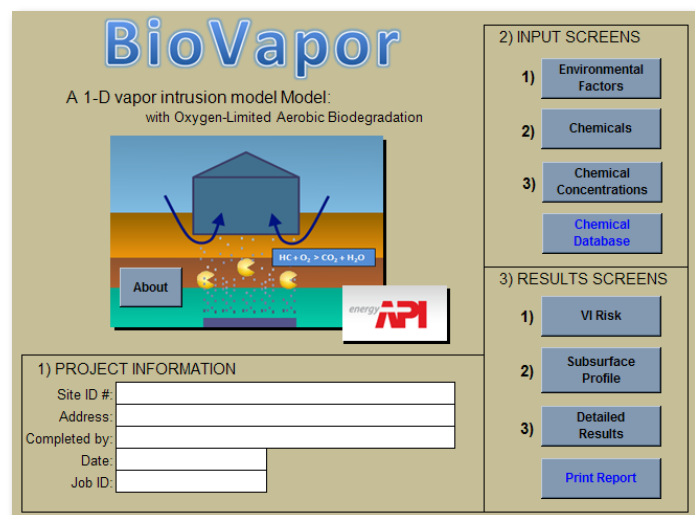 BioVapor
A 1-D vapor intrusion model Model:
with Oxygen-Limited Aerobic Biodegradation
HC + O₂ > CO₂ + H₂O
About
energy API
1) PROJECT INFORMATION
Site ID #:
Address:
Completed by:
Date:
Job ID:
2) INPUT SCREENS
1) Environmental
Factors
2) Chemicals
3) Chemical
Concentrations
Chemical
Database
3) RESULTS SCREENS
1) VI Risk
2) Subsurface
Profile
3) Detailed
Results
Print Report